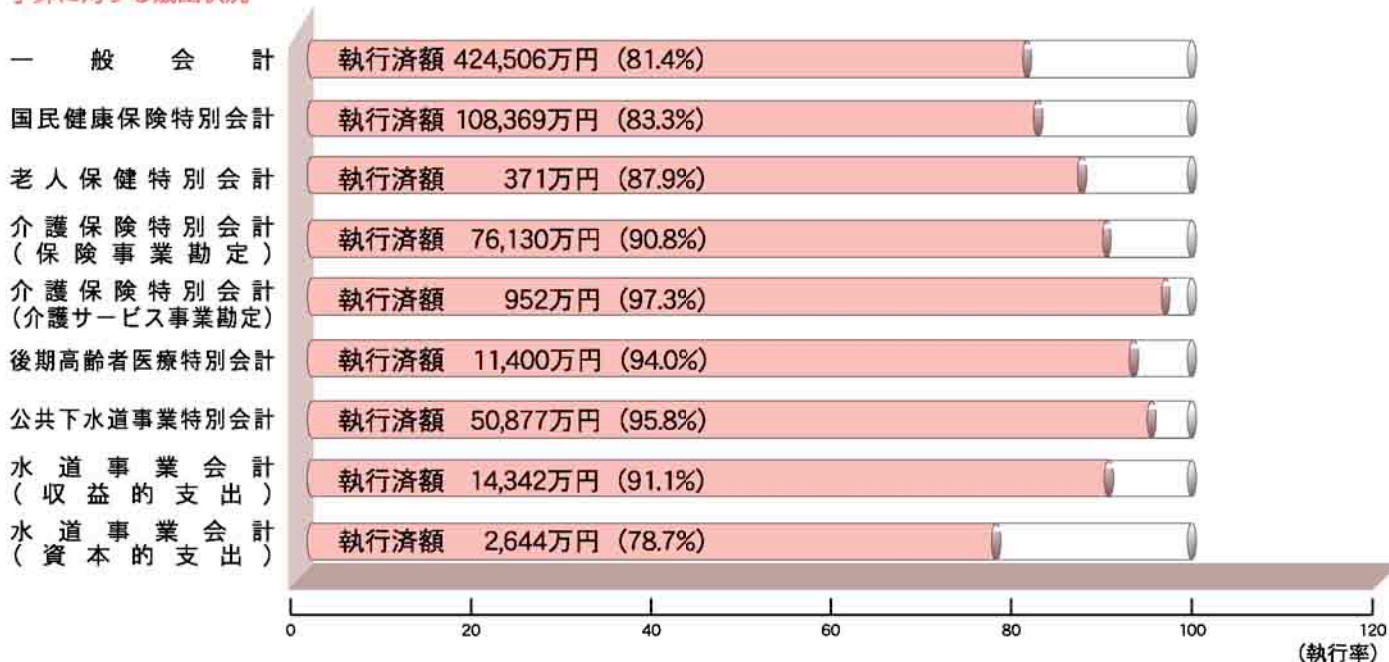 一般会計 執行済額 424,506万円 (81.4%)
国民健康保険特別会計 執行済額 108,369万円 (83.3%)
老人保健特別会計 執行済額 371万円 (87.9%)
介護保険特別会計
(保険事業勘定) 執行済額 76,130万円 (90.8%)
介護保険特別会計
(介護サービス事業勘定) 執行済額 952万円 (97.3%)
後期高齢者医療特別会計 執行済額 11,400万円 (94.0%)
公共下水道事業特別会計 執行済額 50,877万円 (95.8%)
水道事業会計
(収益的支出) 執行済額 14,342万円 (91.1%)
水道事業会計
(資本的支出) 執行済額 2,644万円 (78.7%)
0 20 40 60 80 100 120
(執行率)